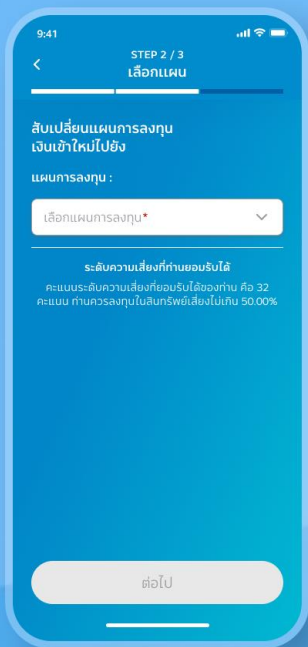 9:41
STEP 2 / 3
เลือกแผน
สับเปลี่ยนแผนการลงทุน
เงินเข้าใหม่ไปยัง
แผนการลงทุน :
เลือกแผนการลงทุน*
ระดับความเสี่ยงที่ท่านยอมรับได้
คะแนนระดับความเสี่ยงที่ยอมรับได้ของท่าน คือ 32
คะแนน ท่านควรลงทุนในสินทรัพย์เสี่ยงไม่เกิน 50.00%
ต่อไป